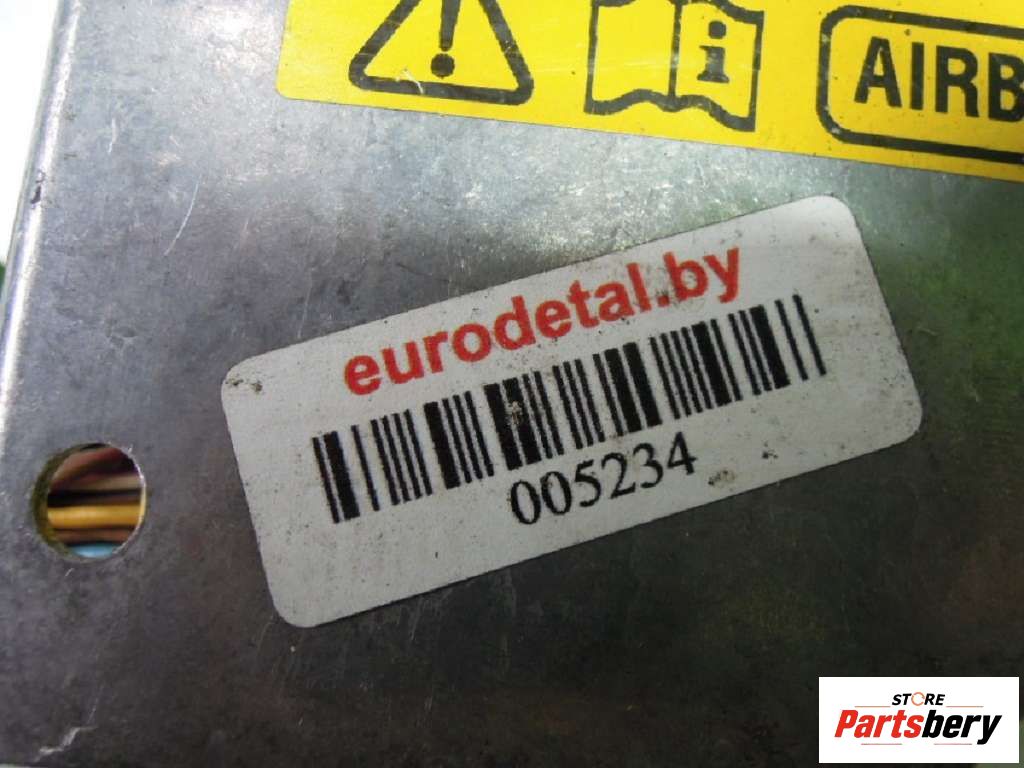 AIRB
eurodetal.by
005234
STORE
Partsbery